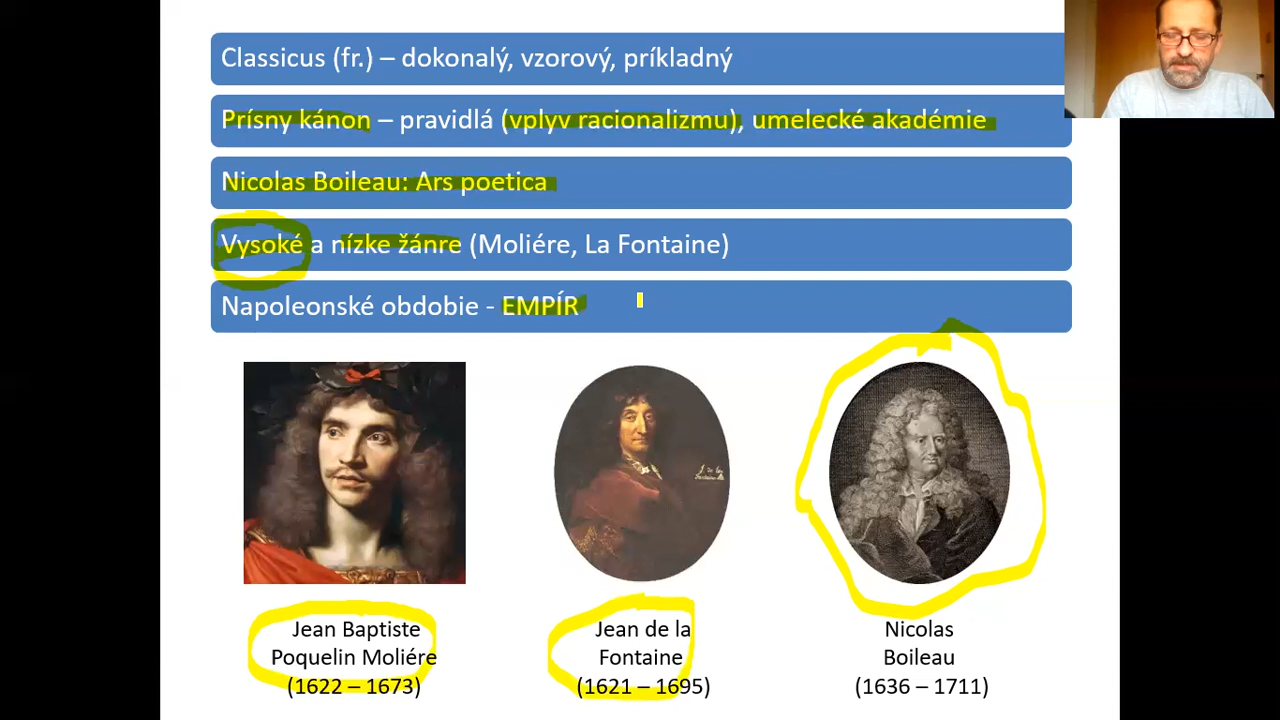 Classicus (fr.) – dokonalý, vzorový, príkladný
Prísny kánon – pravidlá (vplyv racionalizmu), umelecké akadémie
Nicolas Boileau: Ars poetica
Vysoké a nízke žánre (Moliére, La Fontaine)
Napoleonské obdobie - EMPÍR
Jean Baptiste
Poquelin Moliére
(1622 – 1673)
Jean de la
Fontaine
(1621 – 1695)
Nicolas
Boileau
(1636 – 1711)